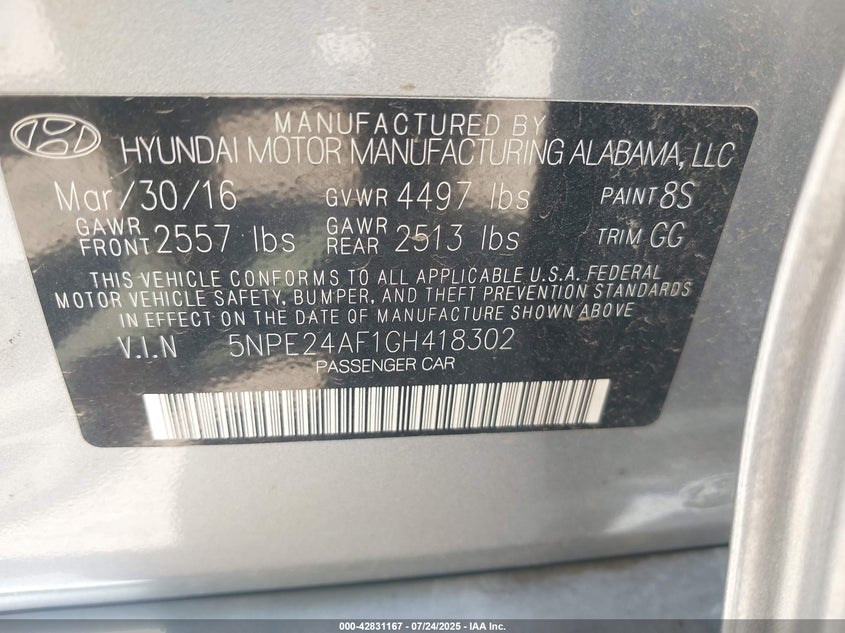 MANUFACTURED BY
HYUNDAI MOTOR MANUFACTURING ALABAMA, LLC
Mar/30/16 GVWR 4497 lbs PAINT 8S
GAWR FRONT 2557 lbs GAWR REAR 2513 lbs TRIM GG
THIS VEHICLE CONFORMS TO ALL APPLICABLE U.S.A. FEDERAL
MOTOR VEHICLE SAFETY, BUMPER, AND THEFT PREVENTION STANDARDS
IN EFFECT ON THE DATE OF MANUFACTURE SHOWN ABOVE
V.I.N 5NPE24AF1GH418302
PASSENGER CAR
000-42831167 - 07/24/2025 - IAA Inc.